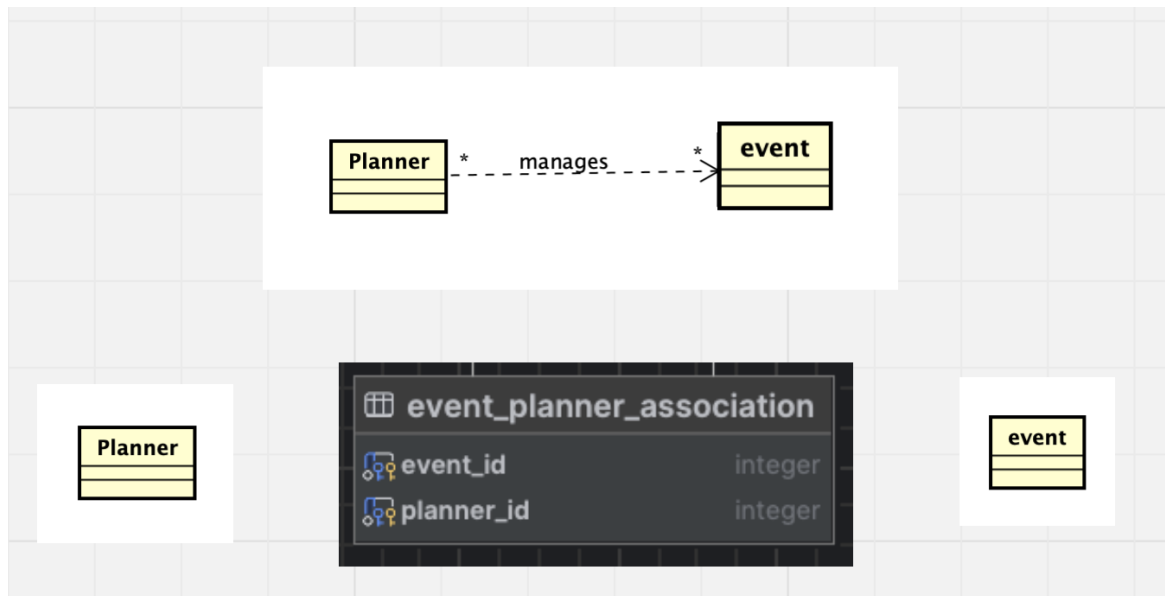 Planner * manages * event
event_planner_association
Planner
event_id integer
event
planner_id integer